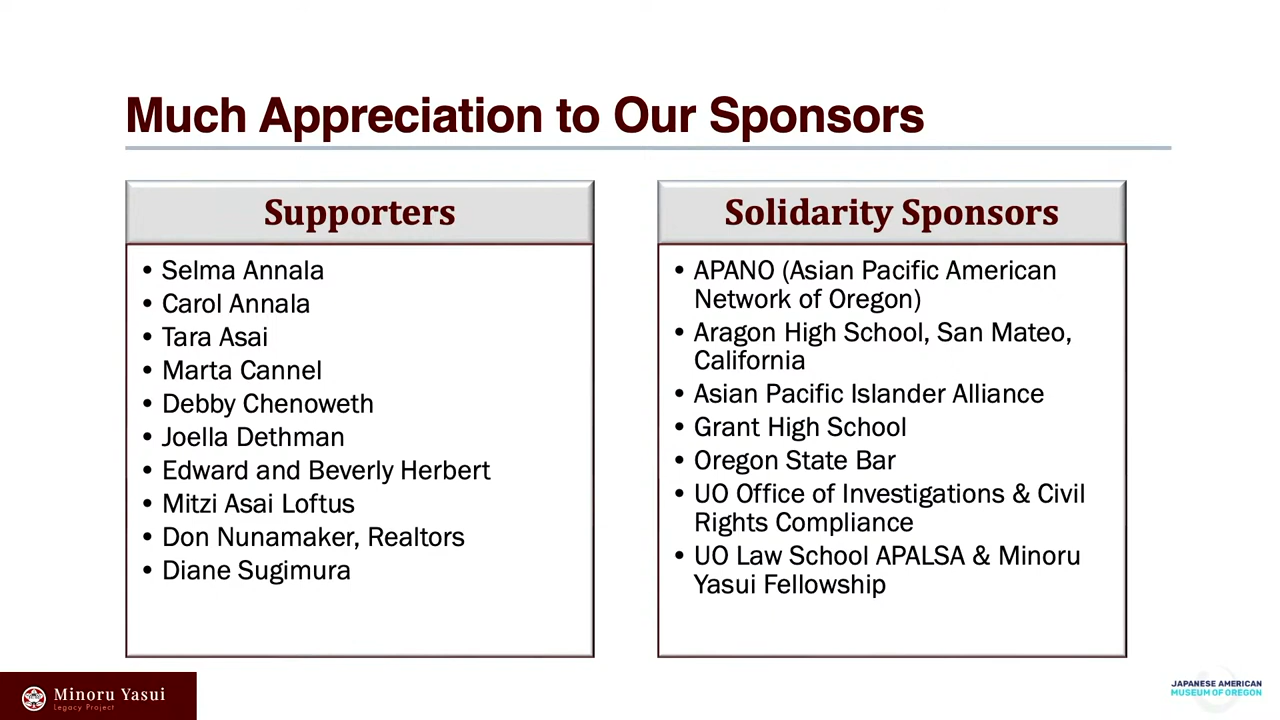 Much Appreciation to Our Sponsors
Supporters
• Selma Annala
• Carol Annala
• Tara Asai
• Marta Cannel
• Debby Chenoweth
• Joella Dethman
• Edward and Beverly Herbert
• Mitzi Asai Loftus
• Don Nunamaker, Realtors
• Diane Sugimura
Solidarity Sponsors
• APANO (Asian Pacific American
Network of Oregon)
• Aragon High School, San Mateo,
California
• Asian Pacific Islander Alliance
• Grant High School
• Oregon State Bar
• UO Office of Investigations & Civil
Rights Compliance
• UO Law School APALSA & Minoru
Yasui Fellowship
Minoru Yasui
Legacy Project
JAPANESE AMERICAN
MUSEUM OF OREGON